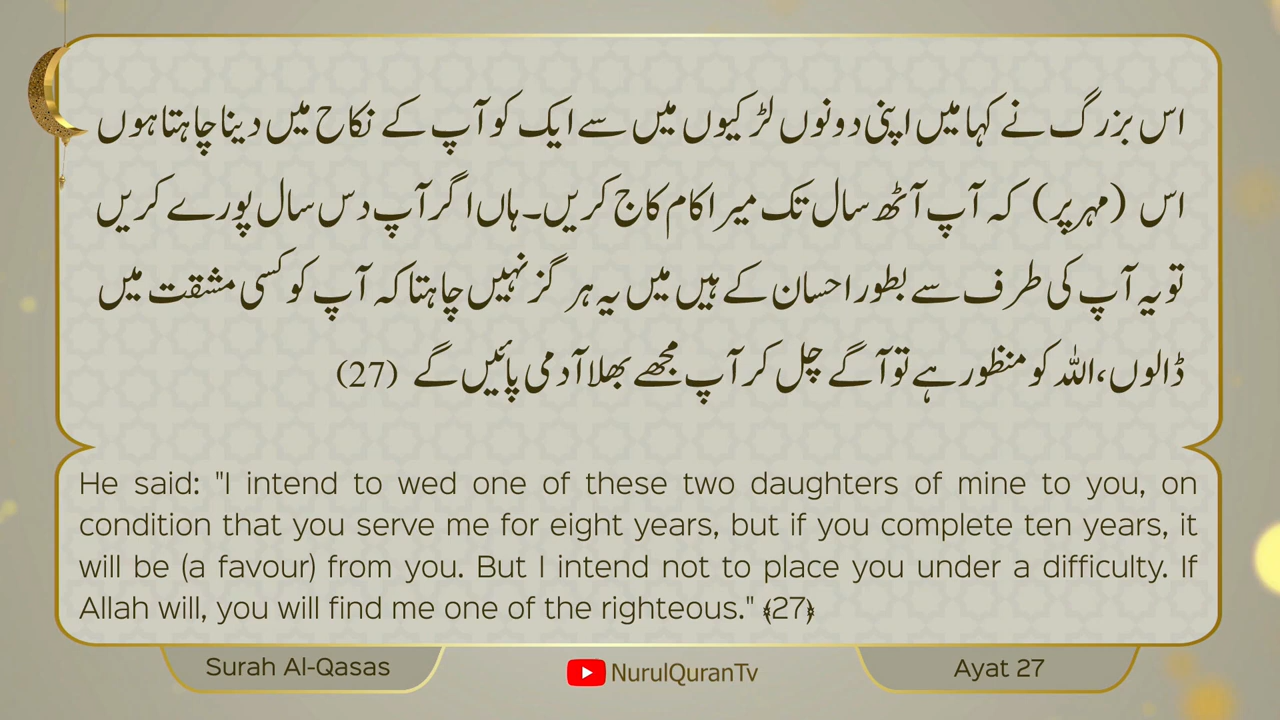 اس بزرگ نے کہا میں اپنی دونوں لڑکیوں میں سے ایک کو آپ کے نکاح میں دینا چاہتا ہوں
اس (مہر پر) کہ آپ آٹھ سال تک میرا کام کاج کریں۔ ہاں اگر آپ دس سال پورے کریں
تو یہ آپ کی طرف سے بطور احسان کے ہیں میں یہ ہر گز نہیں چاہتا کہ آپ کو کسی مشقت میں
ڈالوں، اللہ کو منظور ہے تو آگے چل کر آپ مجھے بھلا آدمی پائیں گے (27)
He said: "I intend to wed one of these two daughters of mine to you, on
condition that you serve me for eight years, but if you complete ten years, it
will be (a favour) from you. But I intend not to place you under a difficulty. If
Allah will, you will find me one of the righteous." ﴾27﴿
Surah Al-Qasas
NurulQuranTv
Ayat 27